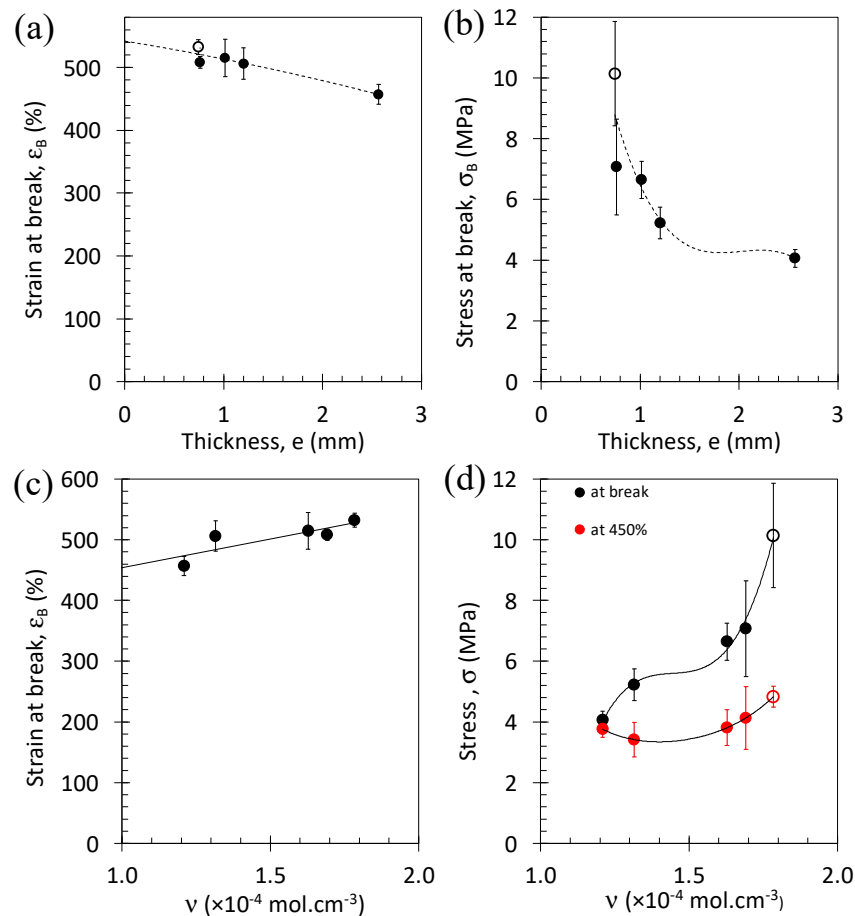 (a)
500
400
300
200
100
0
0 1 2 3
Strain at break, εB (%)
Thickness, e (mm)
(b)
12
10
8
6
4
2
0
0 1 2 3
Stress at break, σB (MPa)
Thickness, e (mm)
(c)
600
500
400
300
200
100
0
1.0 1.5 2.0
Strain at break, εB (%)
ν (×10-4 mol.cm-3)
(d)
12
10
8
6
4
2
0
1.0 1.5 2.0
at break
at 450%
Stress , σ (MPa)
ν (×10-4 mol.cm-3)